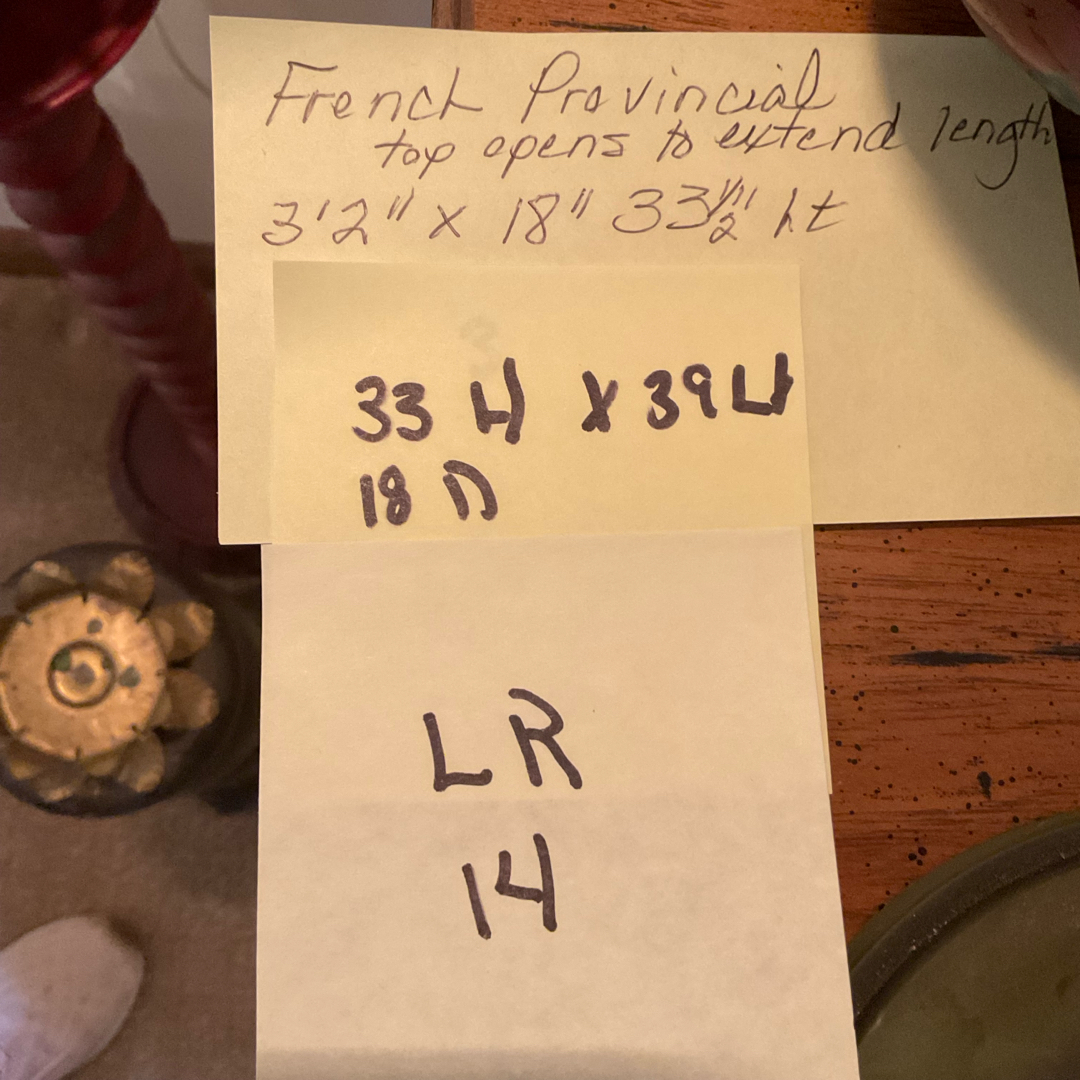 French Provincial
top opens to extend length
3'2" x 18" 33½" ht
33 H x 39 W
18 D
LR
14